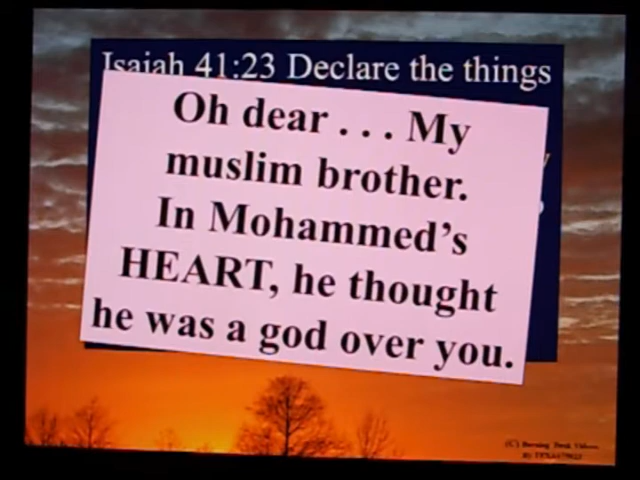 Isaiah 41:23 Declare the things
Oh dear . . . My
muslim brother.
In Mohammed's
HEART, he thought
he was a god over you.